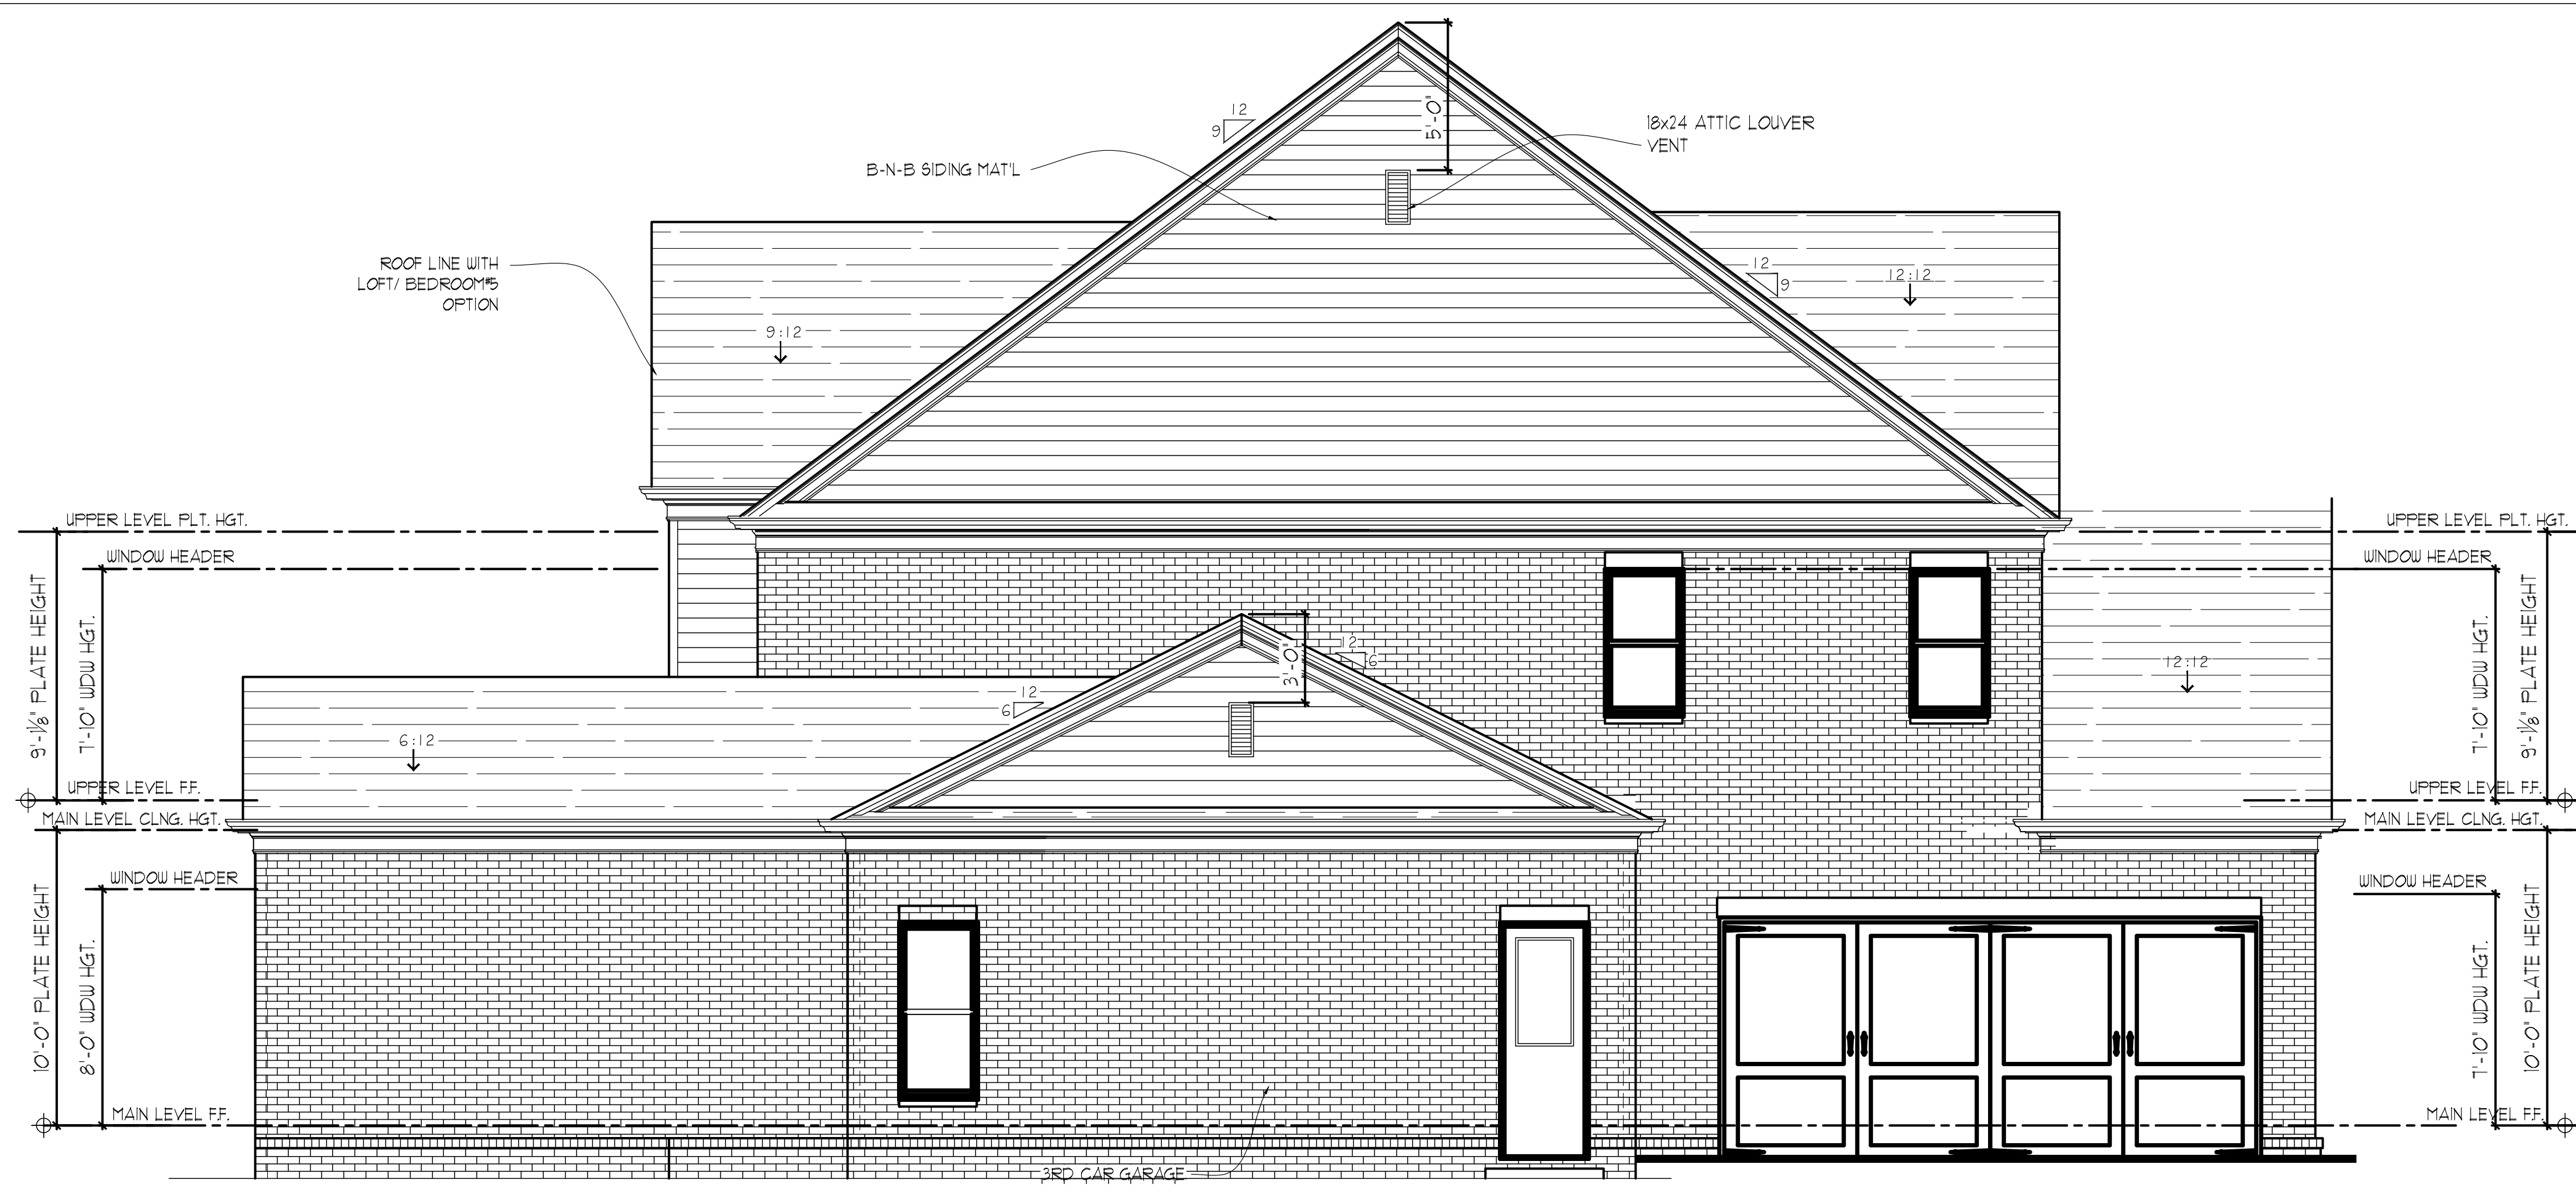 12
9
5'-0"
18x24 ATTIC LOUVER
VENT
B-N-B SIDING MAT'L
ROOF LINE WITH
LOFT/ BEDROOM#5
OPTION
9:12
12
9
12:12
UPPER LEVEL PLT. HGT.
WINDOW HEADER
9'-1/8" PLATE HEIGHT
7'-10" WDW HGT.
UPPER LEVEL F.F.
MAIN LEVEL CLNG. HGT.
WINDOW HEADER
10'-0" PLATE HEIGHT
8'-0" WDW HGT.
MAIN LEVEL F.F.
6:12
12
6
3'-0"
12
6
12:12
3RD CAR GARAGE
UPPER LEVEL PLT. HGT.
WINDOW HEADER
7'-10" WDW HGT.
9'-1/8" PLATE HEIGHT
UPPER LEVEL F.F.
MAIN LEVEL CLNG. HGT.
WINDOW HEADER
7'-10" WDW HGT.
10'-0" PLATE HEIGHT
MAIN LEVEL F.F.